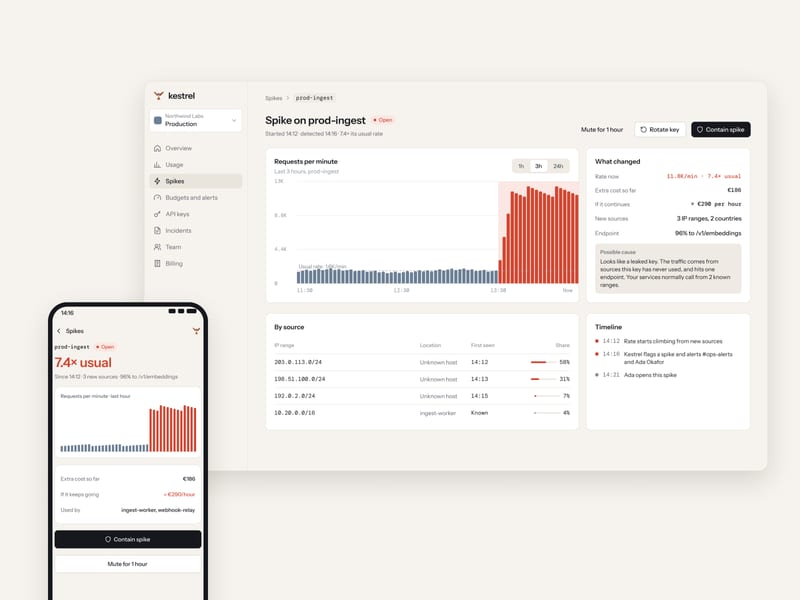 kestrel
Northwind Labs
Production
Overview
Usage
Spikes
Budgets and alerts
API keys
Incidents
Team
Billing
Spikes > prod-ingest
Spike on prod-ingest
Open
Started 14:12 · detected 14:16 · 7.4× its usual rate
Mute for 1 hour
Rotate key
Contain spike
Requests per minute
Last 3 hours, prod-ingest
1h 3h 24h
13K
8.8K
4.4K
0
Usual rate: 1.6K/min
11:30 12:30 13:30 Now
What changed
Rate now 11.8K/min · 7.4× usual
Extra cost so far €186
If it continues ≈ €290 per hour
New sources 3 IP ranges, 2 countries
Endpoint 96% to /v1/embeddings
Possible cause
Looks like a leaked key. The traffic comes from
sources this key has never used, and hits one
endpoint. Your services normally call from 2 known
ranges.
By source
IP range Location First seen Share
203.0.113.0/24 Unknown host 14:12 58%
198.51.100.0/24 Unknown host 14:13 31%
192.0.2.0/24 Unknown host 14:15 7%
10.20.0.0/16 ingest-worker Known 4%
Timeline
14:12 Rate starts climbing from new sources
14:16 Kestrel flags a spike and alerts #ops-alerts
and Ada Okafor
14:21 Ada opens this spike
14:16
Spikes
prod-ingest Open
7.4× usual
Since 14:12 · 3 new sources · 96% to /v1/embeddings
Requests per minute · last hour
Extra cost so far €186
If it keeps going ≈ €290/hour
Used by ingest-worker, webhook-relay
Contain spike
Mute for 1 hour